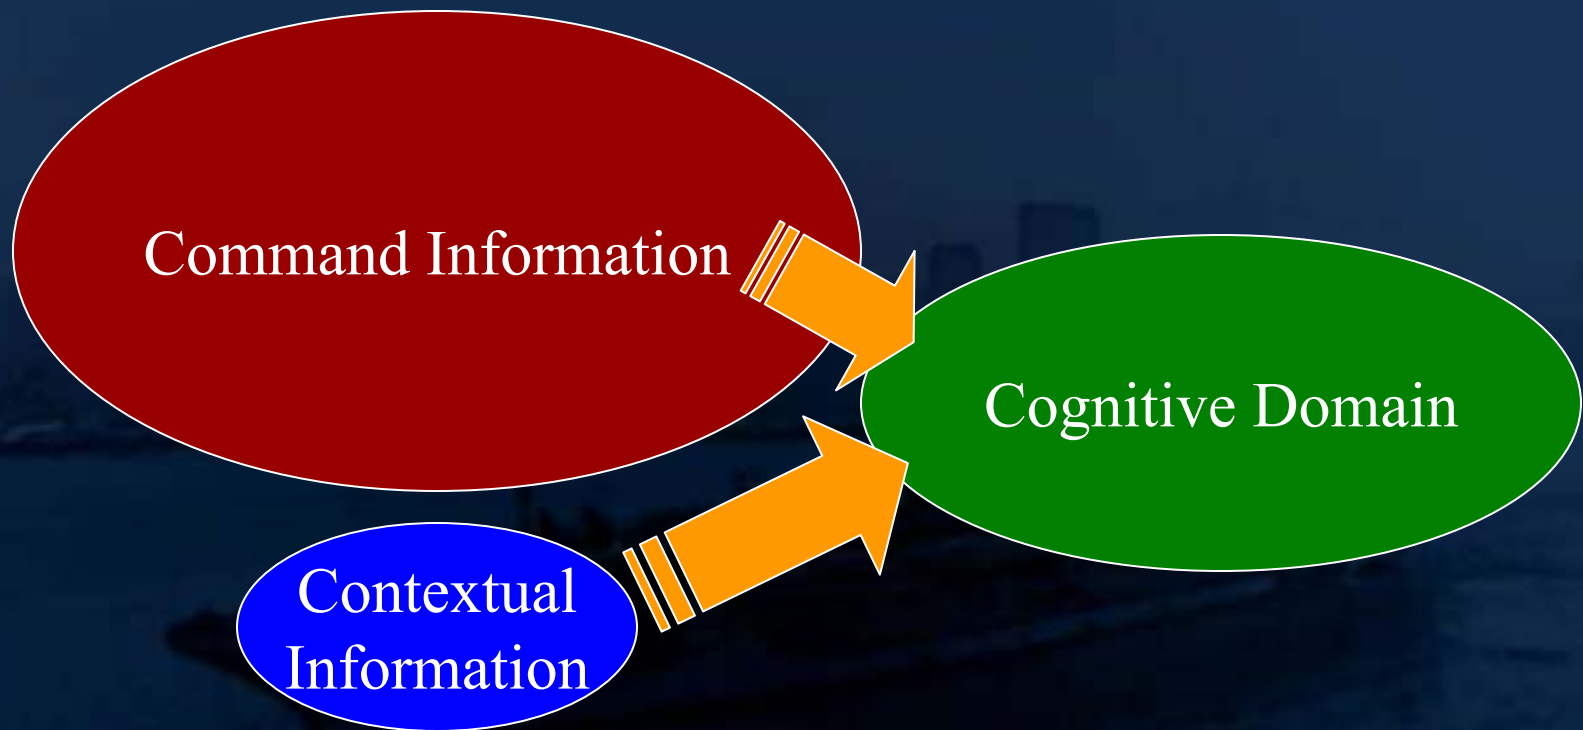 Command Information
Cognitive Domain
Contextual
Information